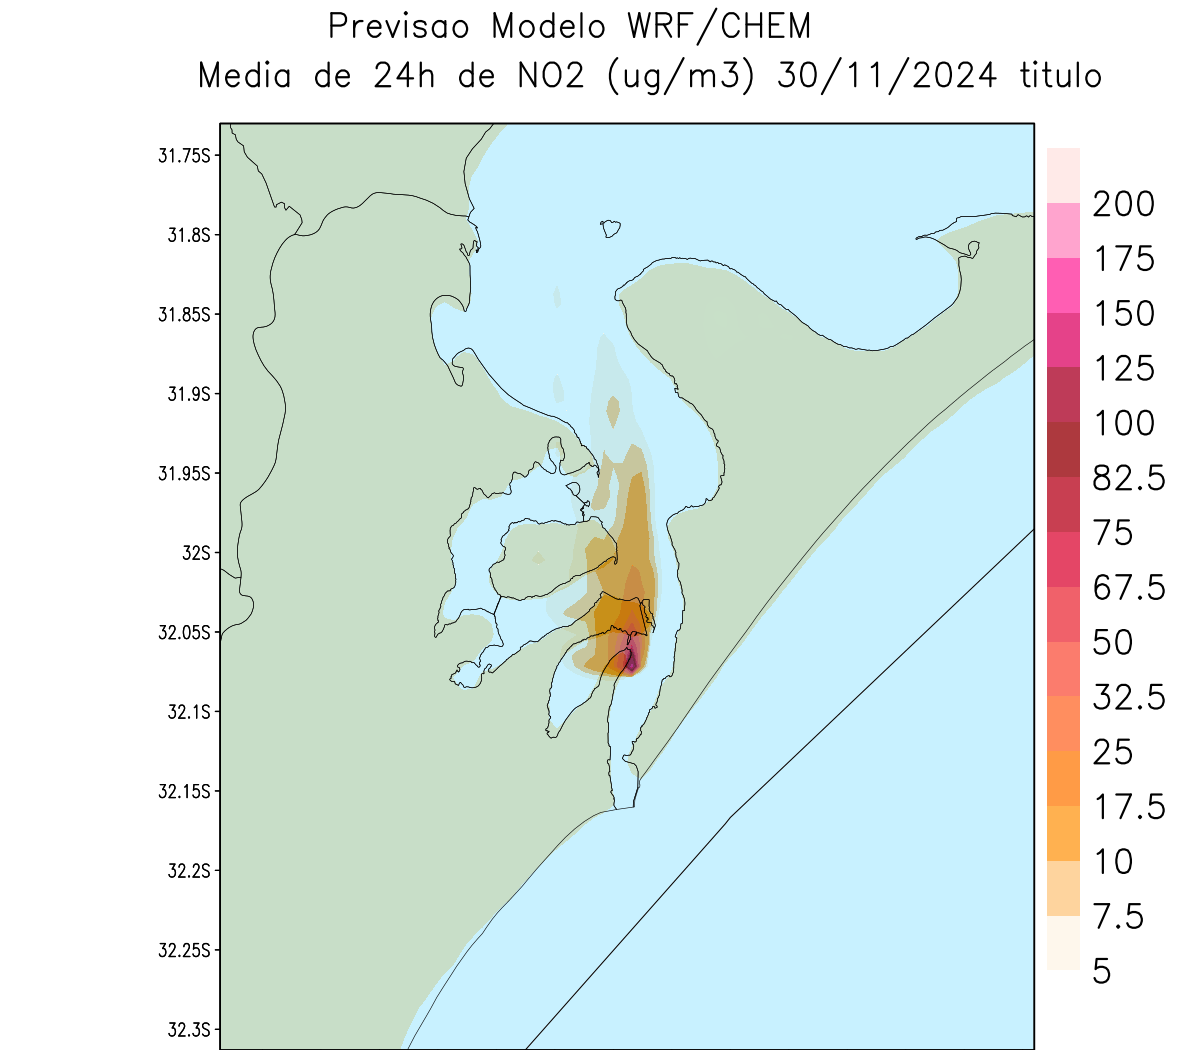 Previsao Modelo WRF/CHEM
Media de 24h de NO2 (ug/m3) 30/11/2024 titulo
31.75S
31.8S
31.85S
31.9S
31.95S
32S
32.05S
32.1S
32.15S
32.2S
32.25S
32.3S
200
175
150
125
100
82.5
75
67.5
50
32.5
25
17.5
10
7.5
5